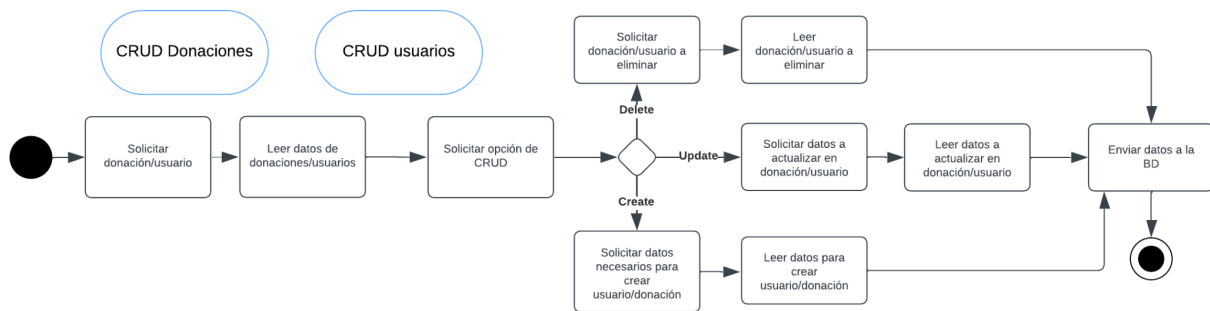 CRUD Donaciones
CRUD usuarios
Solicitar
donación/usuario
Leer datos de
donaciones/usuarios
Solicitar opción de
CRUD
Delete
Update
Create
Solicitar
donación/usuario a
eliminar
Leer
donación/usuario a
eliminar
Solicitar datos a
actualizar en
donación/usuario
Leer datos a
actualizar en
donación/usuario
Solicitar datos
necesarios para
crear
usuario/donación
Leer datos para
crear
usuario/donación
Enviar datos a la
BD